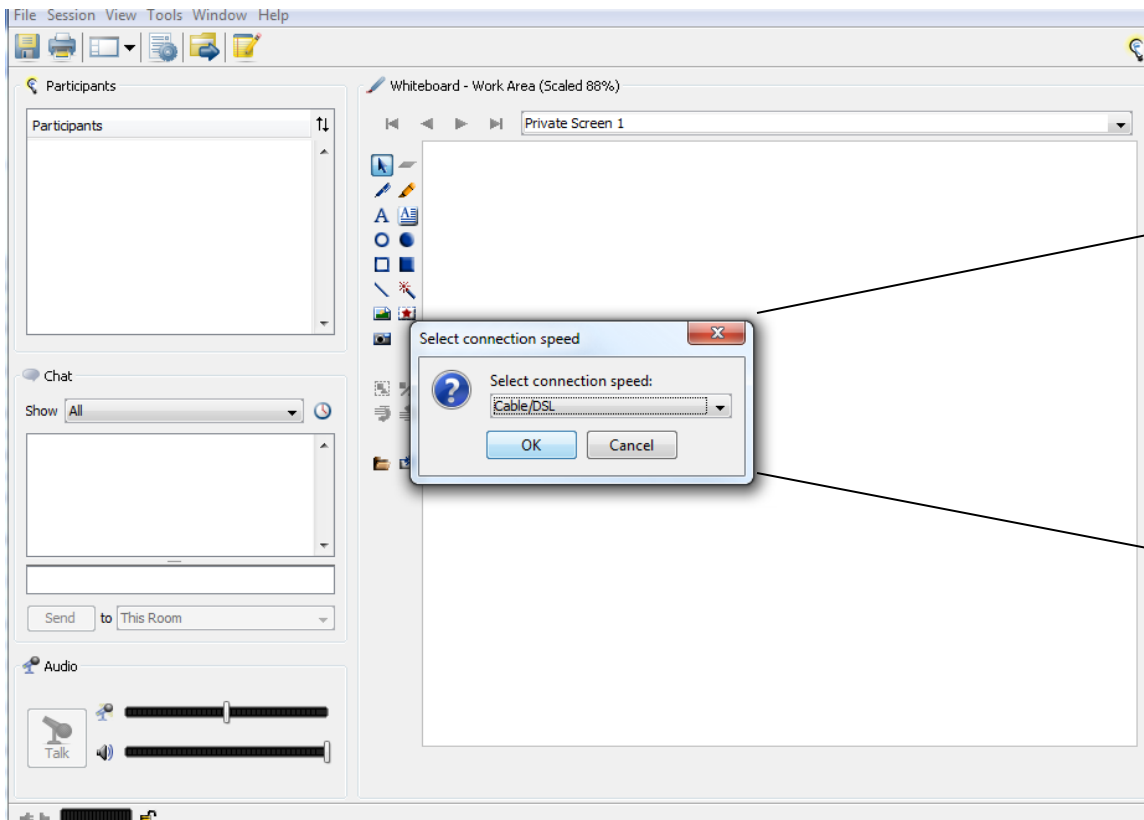 File Session View Tools Window Help
Participants
Participants
Chat
Show All
Send to This Room
Audio
Talk
Whiteboard - Work Area (Scaled 88%)
Private Screen 1
A A
Select connection speed
Select connection speed:
Cable/DSL
OK Cancel